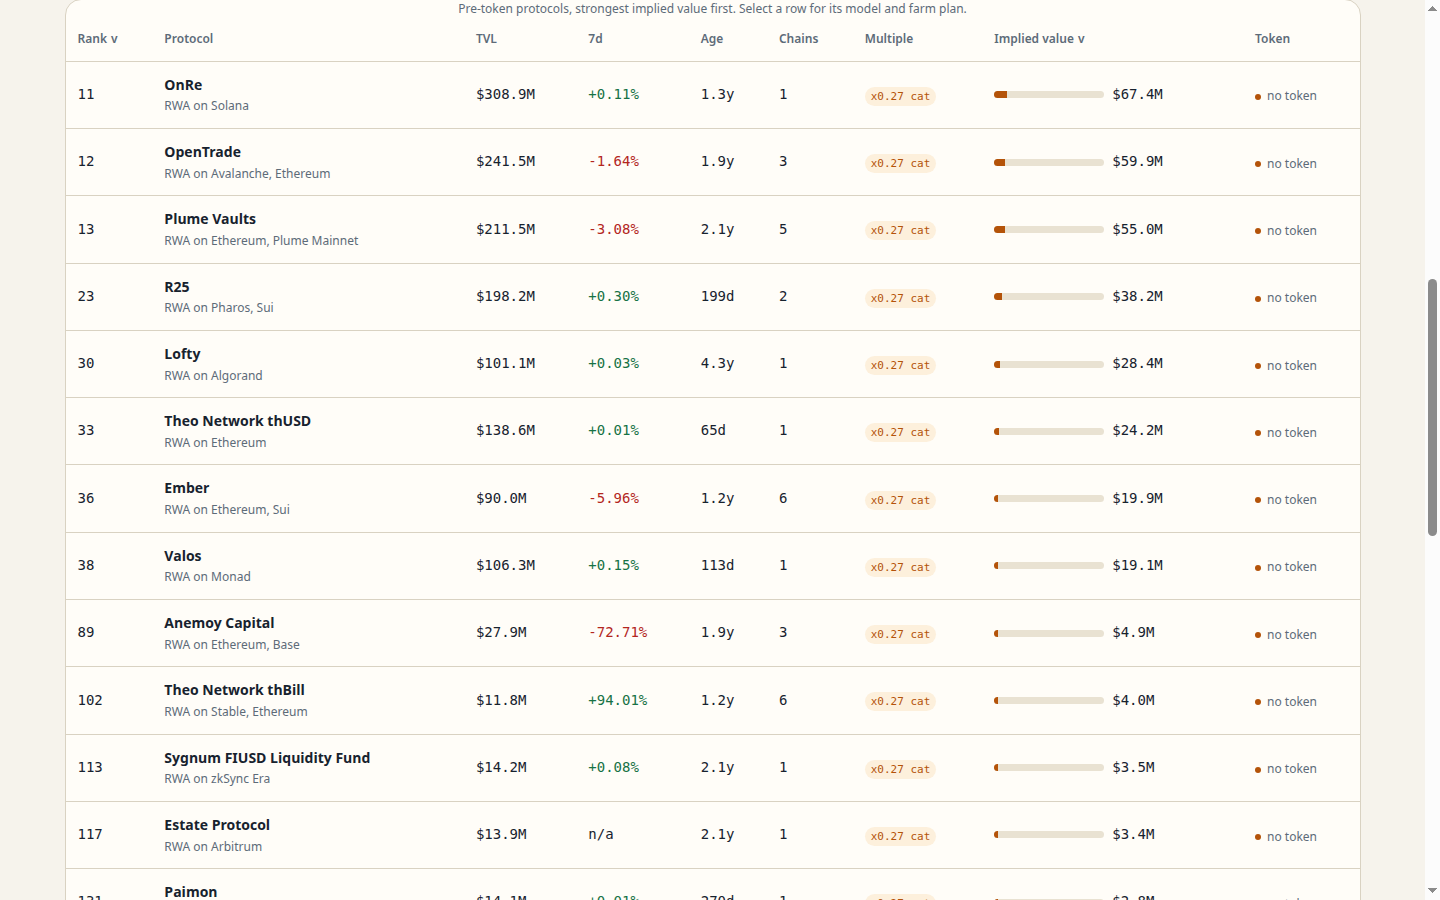 Pre-token protocols, strongest implied value first. Select a row for its model and farm plan.
Rank v Protocol TVL 7d Age Chains Multiple Implied value v Token
11 OnRe $308.9M +0.11% 1.3y 1 x0.27 cat $67.4M no token
RWA on Solana
12 OpenTrade $241.5M -1.64% 1.9y 3 x0.27 cat $59.9M no token
RWA on Avalanche, Ethereum
13 Plume Vaults $211.5M -3.08% 2.1y 5 x0.27 cat $55.0M no token
RWA on Ethereum, Plume Mainnet
23 R25 $198.2M +0.30% 199d 2 x0.27 cat $38.2M no token
RWA on Pharos, Sui
30 Lofty $101.1M +0.03% 4.3y 1 x0.27 cat $28.4M no token
RWA on Algorand
33 Theo Network thUSD $138.6M +0.01% 65d 1 x0.27 cat $24.2M no token
RWA on Ethereum
36 Ember $90.0M -5.96% 1.2y 6 x0.27 cat $19.9M no token
RWA on Ethereum, Sui
38 Valos $106.3M +0.15% 113d 1 x0.27 cat $19.1M no token
RWA on Monad
89 Anemoy Capital $27.9M -72.71% 1.9y 3 x0.27 cat $4.9M no token
RWA on Ethereum, Base
102 Theo Network thBill $11.8M +94.01% 1.2y 6 x0.27 cat $4.0M no token
RWA on Stable, Ethereum
113 Sygnum FIUSD Liquidity Fund $14.2M +0.08% 2.1y 1 x0.27 cat $3.5M no token
RWA on zkSync Era
117 Estate Protocol $13.9M n/a 2.1y 1 x0.27 cat $3.4M no token
RWA on Arbitrum
Paimon